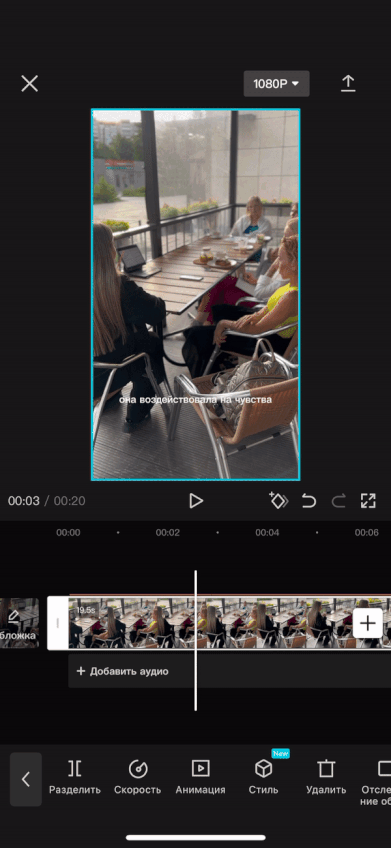 1080P
она воздействовала на чувства
00:03 / 00:20
00:00
00:02
00:04
00:06
бложка
19.5s
+ Добавить аудио
New
Разделить
Скорость
Анимация
Стиль
Удалить
Отсле
ние об